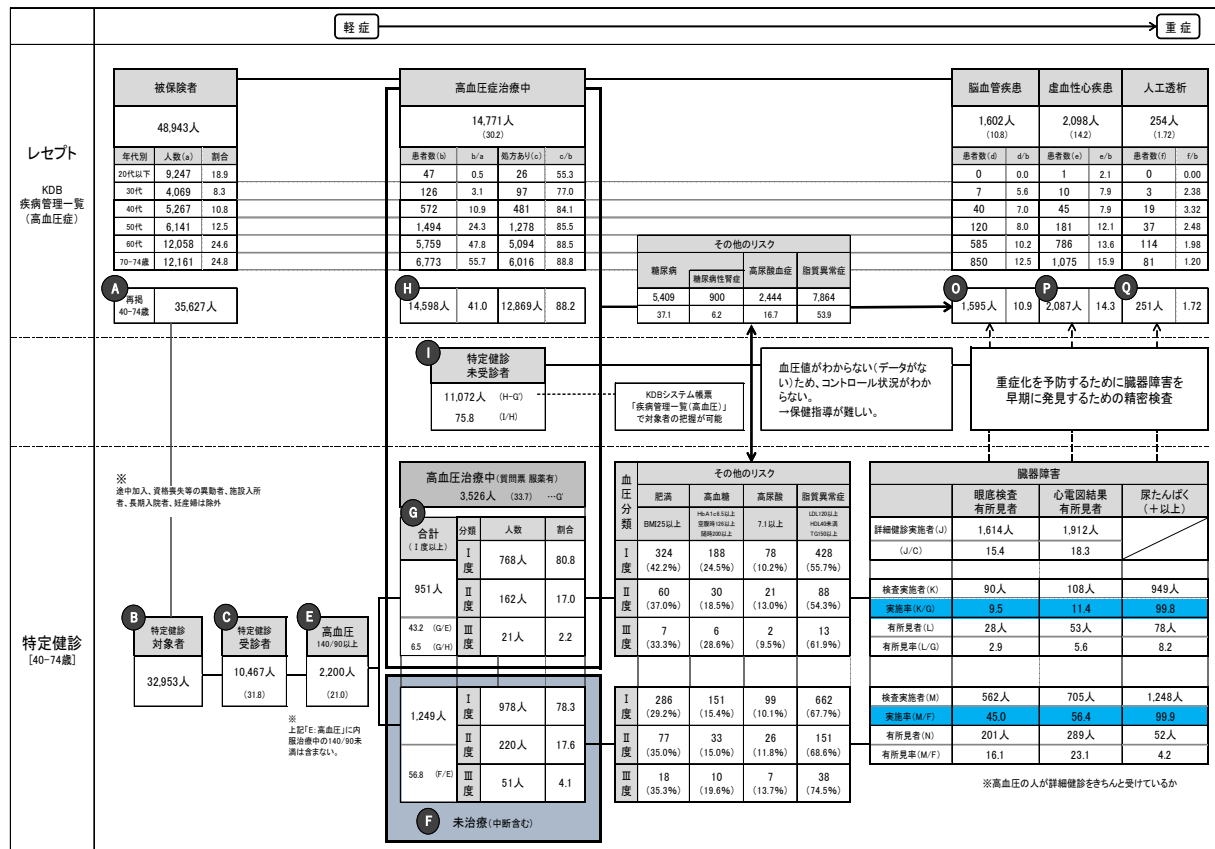 軽症
重症
レセプト
KDB
疾病管理一覧
(高血圧症)
被保険者
48,943人
年代別 人数(a) 割合
20代以下 9,247 18.9
30代 4,069 8.3
40代 5,267 10.8
50代 6,141 12.5
60代 12,058 24.6
70-74歳 12,161 24.8
A
再掲
40-74歳
35,627人
高血圧症治療中
14,771人
(30.2)
患者数(b) b/a 処方あり(c) c/b
47 0.5 26 55.3
126 3.1 97 77.0
572 10.9 481 84.1
1,494 24.3 1,278 85.5
5,759 47.8 5,094 88.5
6,773 55.7 6,016 88.8
H
14,598人 41.0 12,869人 88.2
その他のリスク
糖尿病 糖尿病性腎症 高尿酸血症 脂質異常症
5,409 900 2,444 7,864
37.1 6.2 16.7 53.9
脳血管疾患 虚血性心疾患 人工透析
1,602人 2,098人 254人
(10.8) (14.2) (1.72)
患者数(d) d/b 患者数(e) e/b 患者数(f) f/b
0 0.0 1 2.1 0 0.00
7 5.6 10 7.9 3 2.38
40 7.0 45 7.9 19 3.32
120 8.0 181 12.1 37 2.48
585 10.2 786 13.6 114 1.98
850 12.5 1,075 15.9 81 1.20
O P Q
1,595人 10.9 2,087人 14.3 251人 1.72
I
特定健診
未受診者
11,072人 (H-G')
75.8 (I/H)
KDBシステム帳票
「疾病管理一覧(高血圧)」
で対象者の把握が可能
血圧値がわからない(データがな
い)ため、コントロール状況がわか
らない。
→保健指導が難しい。
重症化を予防するために臓器障害を
早期に発見するための精密検査
特定健診
[40-74歳]
※
途中加入、資格喪失等の異動者、施設入所
者、長期入院者、妊産婦は除外
B
特定健診
対象者
32,953人
C
特定健診
受診者
10,467人
(31.8)
E
高血圧
140/90以上
2,200人
(21.0)
※
上記「E:高血圧」に内
服治療中の140/90未
満は含まない。
高血圧治療中(質問票 服薬有)
3,526人 (33.7) …G'
G
合計
(Ⅰ度以上)
分類 人数 割合
951人
43.2 (G/E)
6.5 (G/H)
Ⅰ度 768人 80.8
Ⅱ度 162人 17.0
Ⅲ度 21人 2.2
1,249人
56.8 (F/E)
Ⅰ度 978人 78.3
Ⅱ度 220人 17.6
Ⅲ度 51人 4.1
F 未治療(中断含む)
血圧分類
その他のリスク
肥満 高血糖 高尿酸 脂質異常症
BMI25以上
HbA1c6.5以上
空腹時126以上
随時200以上
7.1以上
LDL120以上
HDL40未満
TG150以上
Ⅰ度 324 188 78 428
(42.2%) (24.5%) (10.2%) (55.7%)
Ⅱ度 60 30 21 88
(37.0%) (18.5%) (13.0%) (54.3%)
Ⅲ度 7 6 2 13
(33.3%) (28.6%) (9.5%) (61.9%)
Ⅰ度 286 151 99 662
(29.2%) (15.4%) (10.1%) (67.7%)
Ⅱ度 77 33 26 151
(35.0%) (15.0%) (11.8%) (68.6%)
Ⅲ度 18 10 7 38
(35.3%) (19.6%) (13.7%) (74.5%)
臓器障害
眼底検査
有所見者
心電図結果
有所見者
尿たんぱく
(+以上)
詳細健診実施者(J) 1,614人 1,912人
(J/C) 15.4 18.3
検査実施者(K) 90人 108人 949人
実施率(K/G) 9.5 11.4 99.8
有所見者(L) 28人 53人 78人
有所見率(L/G) 2.9 5.6 8.2
検査実施者(M) 562人 705人 1,248人
実施率(M/F) 45.0 56.4 99.9
有所見者(N) 201人 289人 52人
有所見率(M/F) 16.1 23.1 4.2
※高血圧の人が詳細健診をきちんと受けているか